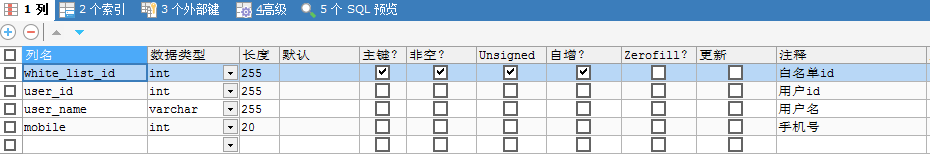 1 列 2 个索引 3 个外部键 4高级 5 个 SQL 预览
列名 数据类型 长度 默认 主键? 非空? Unsigned 自增? Zerofill? 更新 注释
white_list_id int 255 白名单id
user_id int 255 用户id
user_name varchar 255 用户名
mobile int 20 手机号